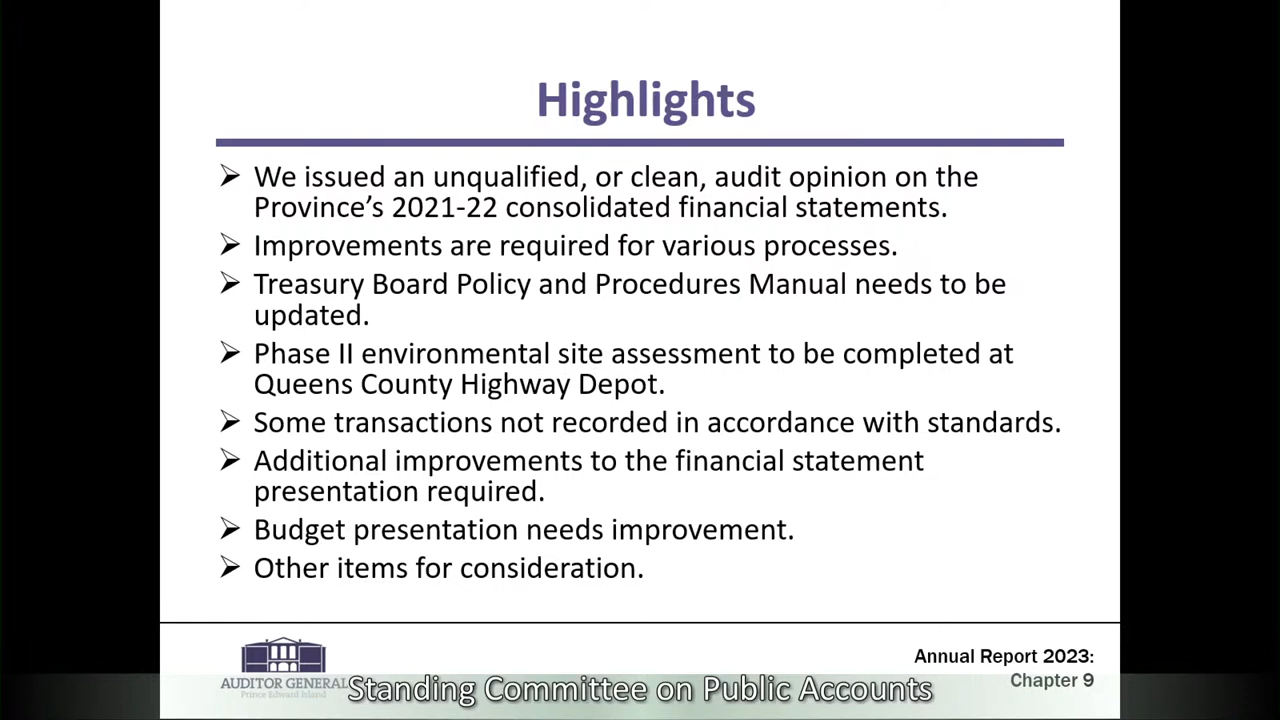 Highlights
We issued an unqualified, or clean, audit opinion on the
Province’s 2021-22 consolidated financial statements.
Improvements are required for various processes.
Treasury Board Policy and Procedures Manual needs to be
updated.
Phase II environmental site assessment to be completed at
Queens County Highway Depot.
Some transactions not recorded in accordance with standards.
Additional improvements to the financial statement
presentation required.
Budget presentation needs improvement.
Other items for consideration.
AUDITOR GENERAL
Prince Edward Island
Annual Report 2023:
Chapter 9
Standing Committee on Public Accounts